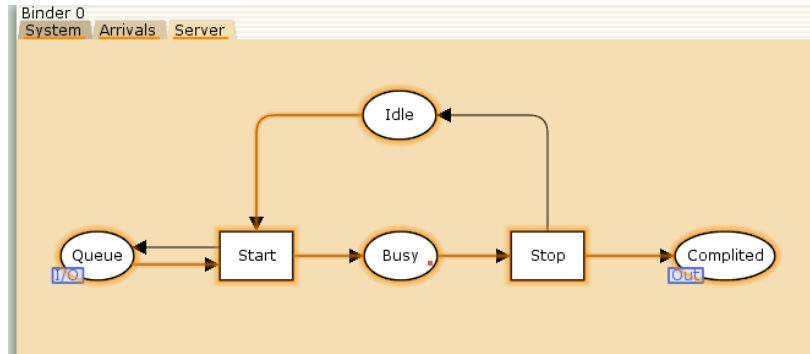 Binder 0
System Arrivals Server
Idle
Queue Start Busy Stop Complited
I/O Out